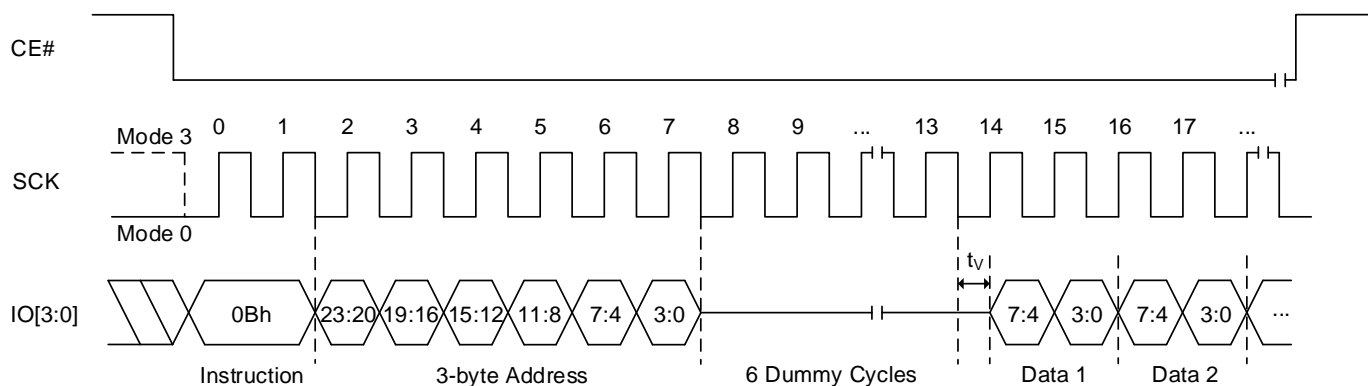 CE#
0 1 2 3 4 5 6 7 8 9 ... 13 14 15 16 17 ...
Mode 3
SCK
Mode 0
tV
IO[3:0] 0Bh 23:20 19:16 15:12 11:8 7:4 3:0 7:4 3:0 7:4 3:0 ...
Instruction 3-byte Address 6 Dummy Cycles Data 1 Data 2